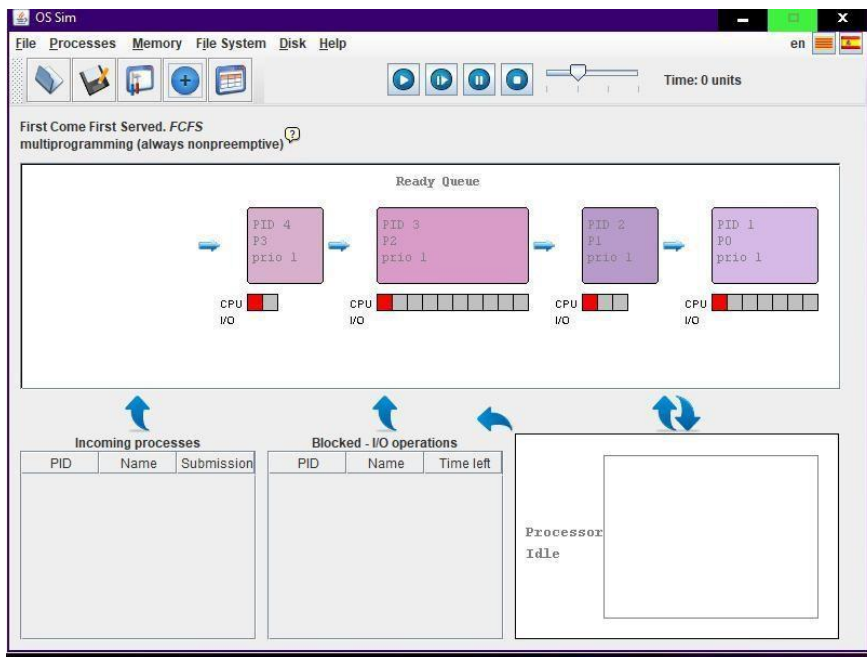 OS Sim
File Processes Memory File System Disk Help en
Time: 0 units
First Come First Served. FCFS
multiprogramming (always nonpreemptive)
?
Ready Queue
PID 4
P3
prio 1
CPU
I/O
PID 3
P2
prio 1
CPU
I/O
PID 2
P1
prio 1
CPU
I/O
PID 1
P0
prio 1
CPU
I/O
Incoming processes
PID Name Submission
Blocked - I/O operations
PID Name Time left
Processor
Idle